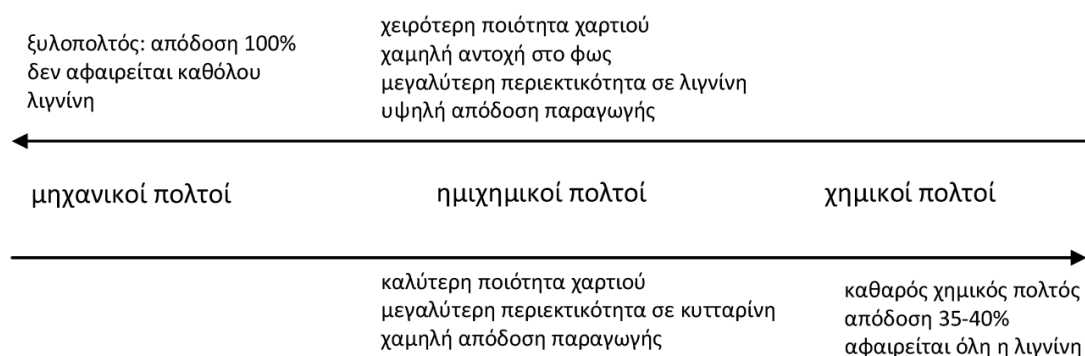 ξυλοπολτός: απόδοση 100%
δεν αφαιρείται καθόλου
λιγνίνη
χειρότερη ποιότητα χαρτιού
χαμηλή αντοχή στο φως
μεγαλύτερη περιεκτικότητα σε λιγνίνη
υψηλή απόδοση παραγωγής
μηχανικοί πολτοί
ημιχημικοί πολτοί
χημικοί πολτοί
καλύτερη ποιότητα χαρτιού
μεγαλύτερη περιεκτικότητα σε κυτταρίνη
χαμηλή απόδοση παραγωγής
καθαρός χημικός πολτός
απόδοση 35-40%
αφαιρείται όλη η λιγνίνη